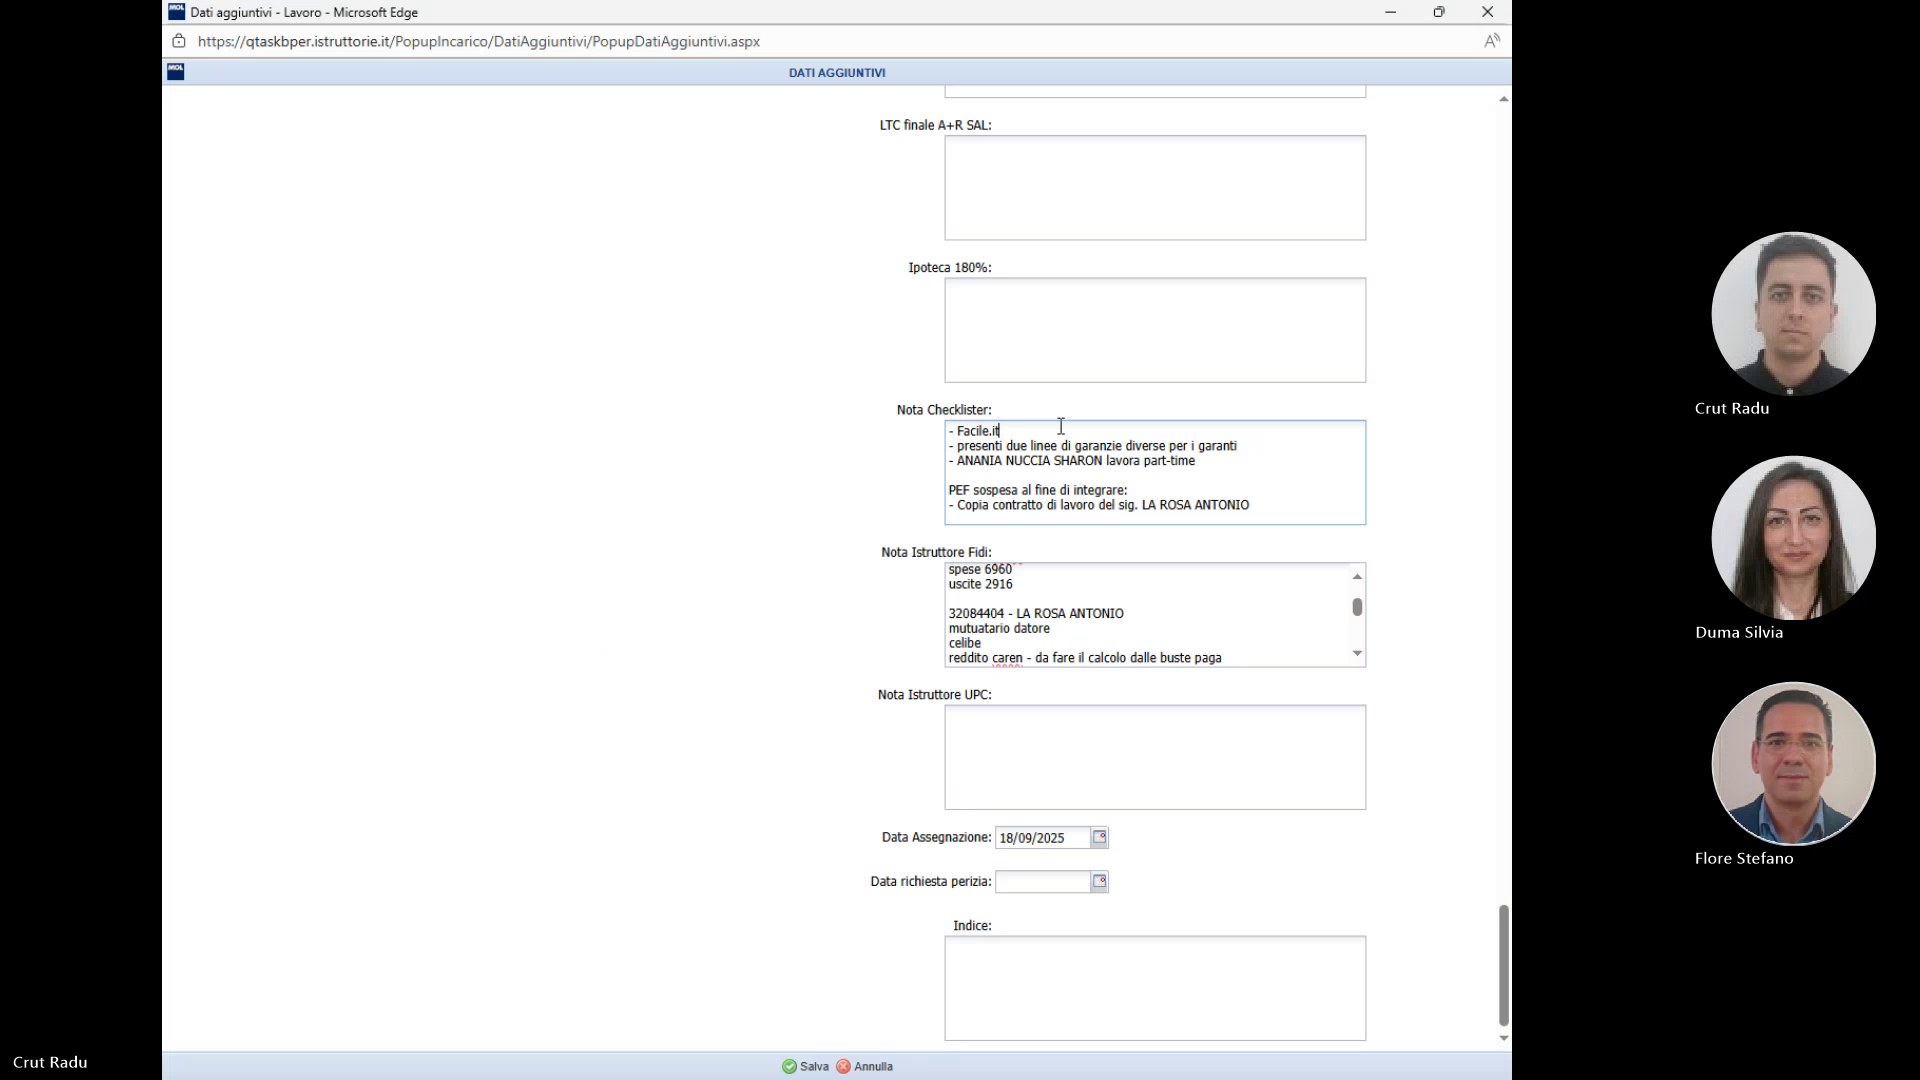 MOL Dati aggiuntivi - Lavoro - Microsoft Edge
https://qtaskbper.istruttorie.it/PopupIncarico/DatiAggiuntivi/PopupDatiAggiuntivi.aspx
MOL DATI AGGIUNTIVI
LTC finale A+R SAL:
Ipoteca 180%:
Nota Checklister:
- Facile.it
- presenti due linee di garanzie diverse per i garanti
- ANANIA NUCCIA SHARON lavora part-time
PEF sospesa al fine di integrare:
- Copia contratto di lavoro del sig. LA ROSA ANTONIO
Nota Istruttore Fidi:
spese 6960
uscite 2916
32084404 - LA ROSA ANTONIO
mutuatario datore
celibe
reddito caren - da fare il calcolo dalle buste paga
Nota Istruttore UPC:
Data Assegnazione: 18/09/2025
Data richiesta perizia:
Indice:
Salva Annulla
Crut Radu
Duma Silvia
Flore Stefano
Crut Radu